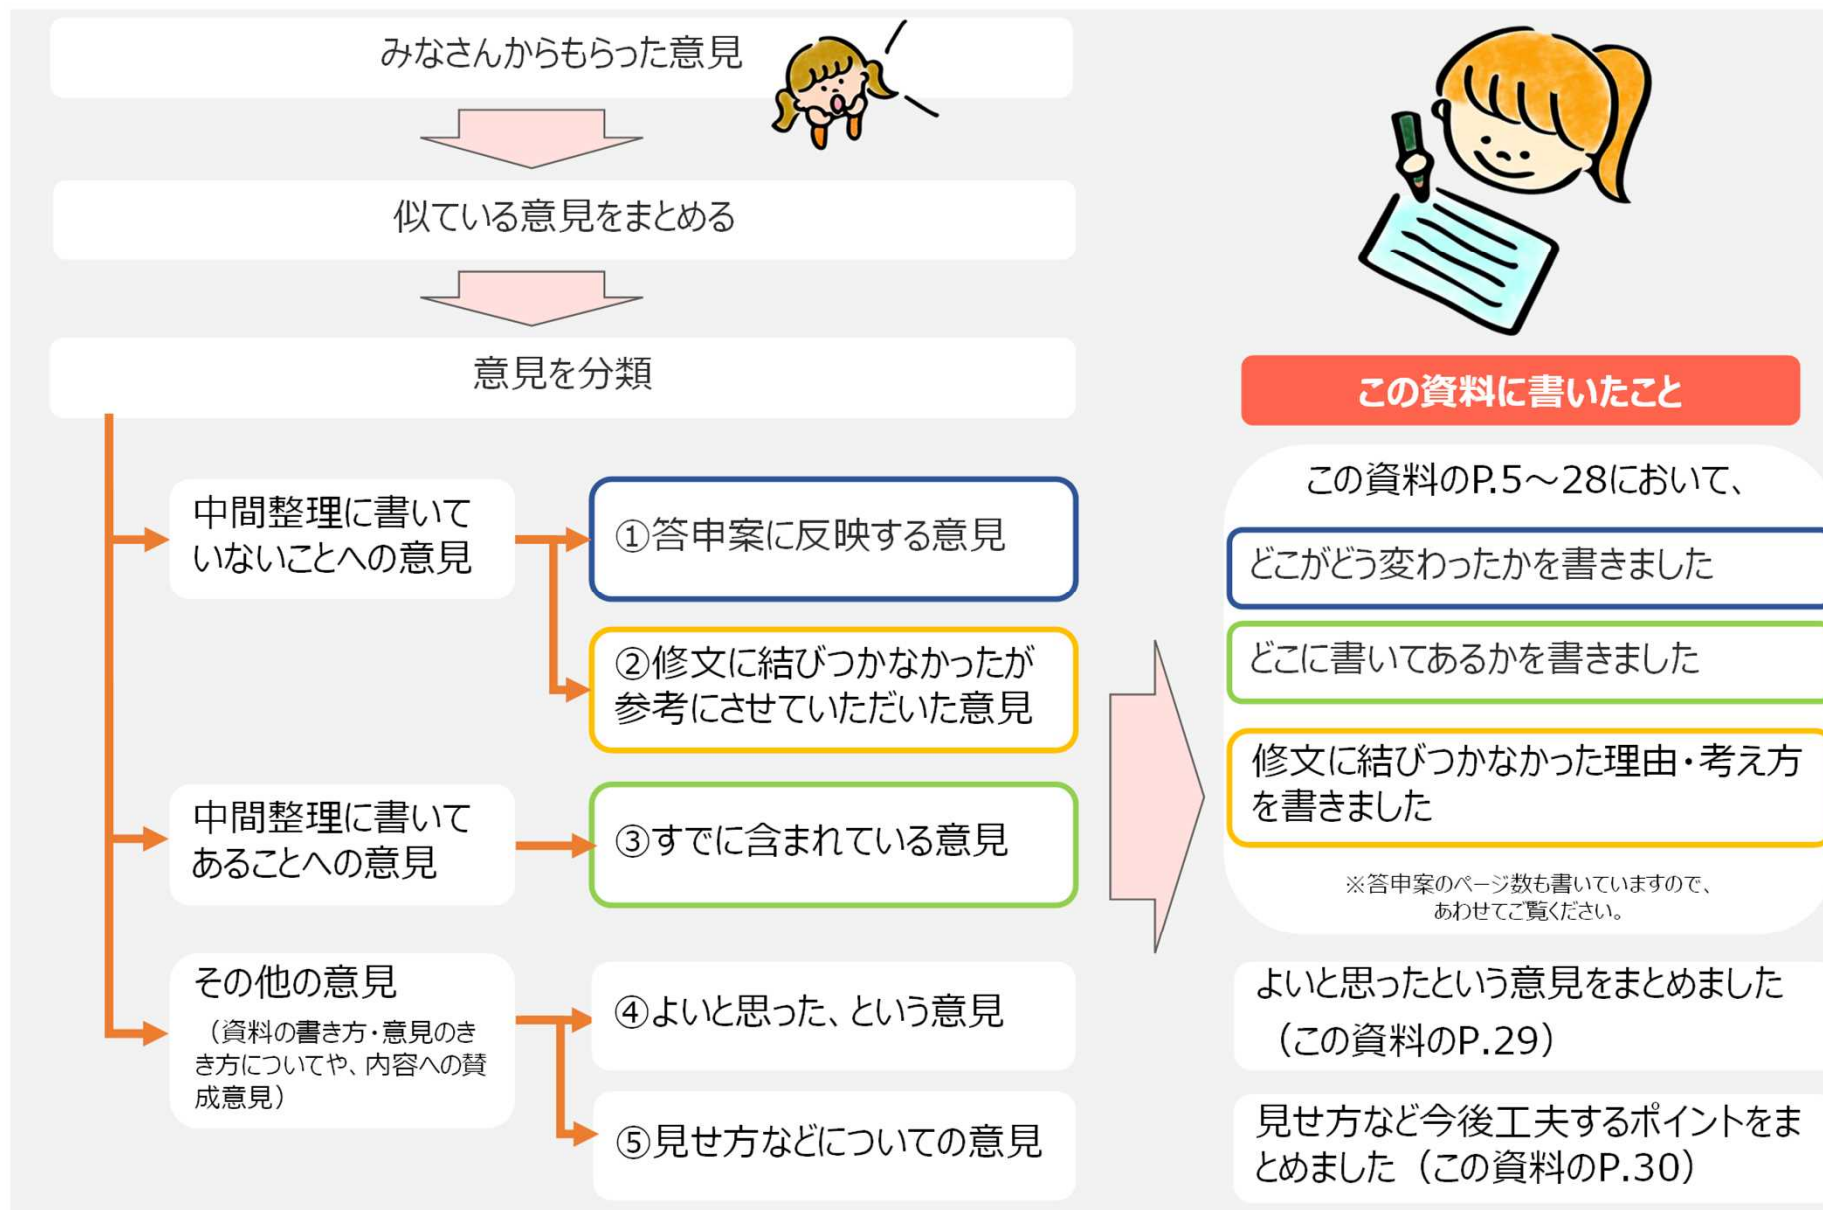 みなさんからもらった意見
似ている意見をまとめる
意見を分類
中間整理に書いて
いないことへの意見
①答申案に反映する意見
②修文に結びつかなかったが
参考にさせていただいた意見
中間整理に書いて
あることへの意見
③すでに含まれている意見
その他の意見
（資料の書き方・意見のき
き方についてや、内容への賛
成意見）
④よいと思った、という意見
⑤見せ方などについての意見
この資料に書いたこと
この資料のP.5～28において、
どこがどう変わったかを書きました
どこに書いてあるかを書きました
修文に結びつかなかった理由・考え方
を書きました
※答申案のページ数も書いていますので、
あわせてご覧ください。
よいと思ったという意見をまとめました
（この資料のP.29）
見せ方など今後工夫するポイントをま
とめました（この資料のP.30）